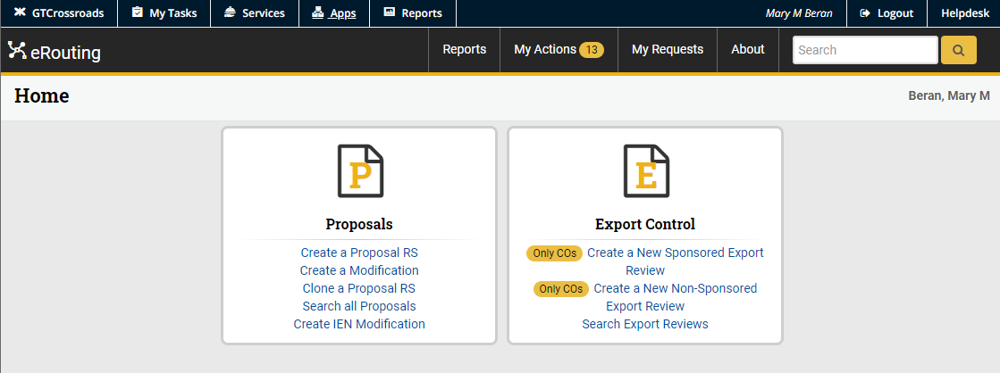 GTCrossroads My Tasks Services Apps Reports Mary M Beran Logout Helpdesk
eRouting Reports My Actions 13 My Requests About Search
Home Beran, Mary M
P
Proposals
Create a Proposal RS
Create a Modification
Clone a Proposal RS
Search all Proposals
Create IEN Modification
E
Export Control
Only COs Create a New Sponsored Export
Review
Only COs Create a New Non-Sponsored
Export Review
Search Export Reviews